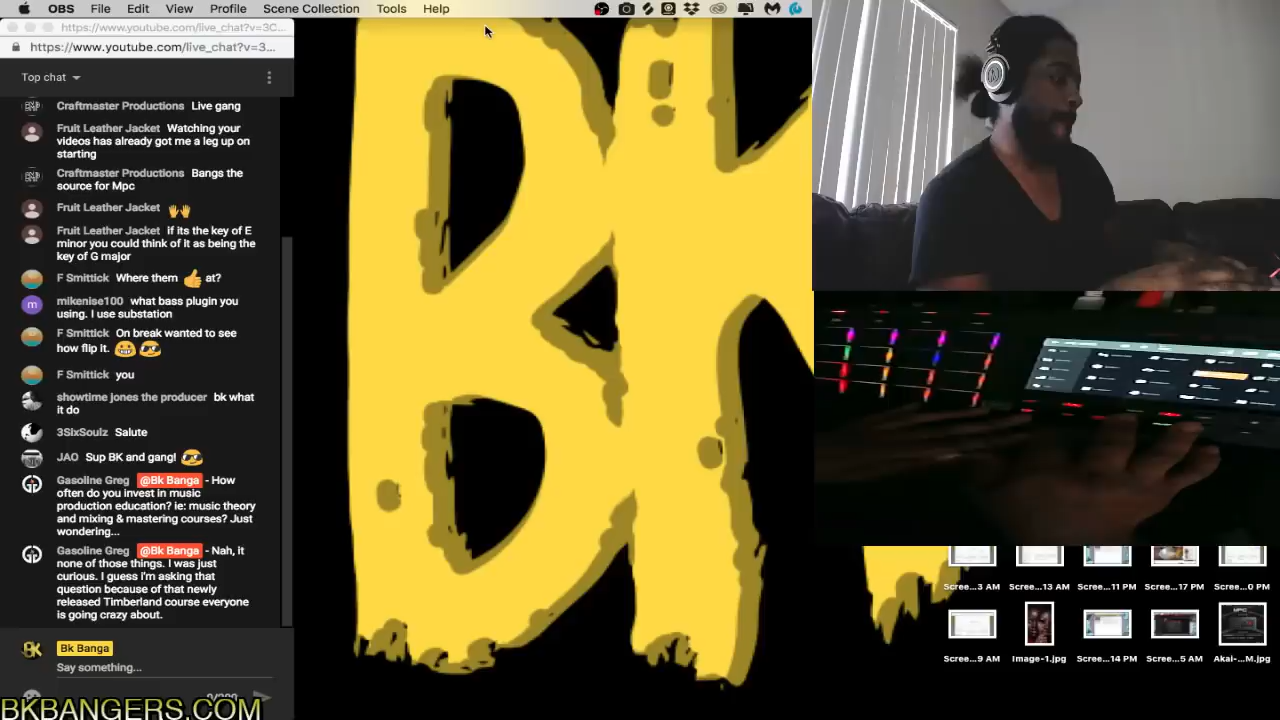 OBS File Edit View Profile Scene Collection Tools Help
https://www.youtube.com/live_chat?v=3C...
https://www.youtube.com/live_chat?v=3...
Top chat
Craftmaster Productions Live gang
Fruit Leather Jacket Watching your
videos has already got me a leg up on
starting
Craftmaster Productions Bangs the
source for Mpc
Fruit Leather Jacket 🙌
Fruit Leather Jacket if its the key of E
minor you could think of it as being the
key of G major
F Smittick Where them 👍 at?
m mikenise100 what bass plugin you
using. I use substation
F Smittick On break wanted to see
how flip it. 😁 😎
F Smittick you
showtime jones the producer bk what
it do
3SIxSoulz Salute
JAO Sup BK and gang! 😎
Gasoline Greg @Bk Banga - How
often do you invest in music
production education? ie: music theory
and mixing & mastering courses? Just
wondering...
Gasoline Greg @Bk Banga - Nah, it
none of those things. I was just
curious. I guess I'm asking that
question because of that newly
released Timberland course everyone
is going crazy about.
BK Bk Banga
Say something...
0/200
BKBANGERS.COM
BK
Scree...3 AM Scree...13 AM Scree...11 PM Scree...17 PM Scree...0 PM
Scree...9 AM Image-1.jpg Scree...14 PM Scree...5 AM Akai-...M.jpg